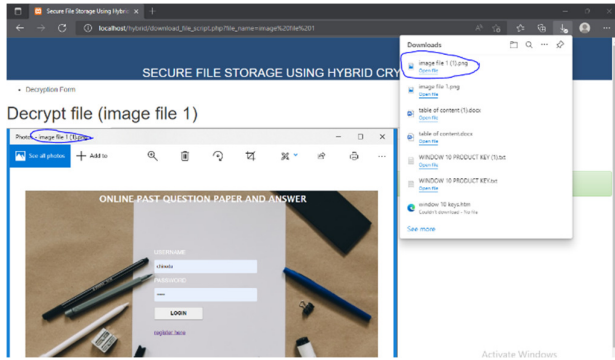 Secure File Storage Using Hybri
localhost/hybrid/download_file_script.php?file_name=image%20file%201
SECURE FILE STORAGE USING HYBRID CRY
Decryption Form
Decrypt file (image file 1)
Photos - image file 1 (1).png
See all photos
Add to
ONLINE PAST QUESTION PAPER AND ANSWER
USERNAME
PASSWORD
LOGIN
register here
Downloads
image file 1 (1).png
Open file
image file 1.png
Open file
table of content (1).docx
Open file
table of content.docx
Open file
WINDOW 10 PRODUCT KEY (1).txt
Open file
WINDOW 10 PRODUCT KEY.txt
Open file
window 10 keys.htm
Couldn't download - No file
See more
Activate Windows